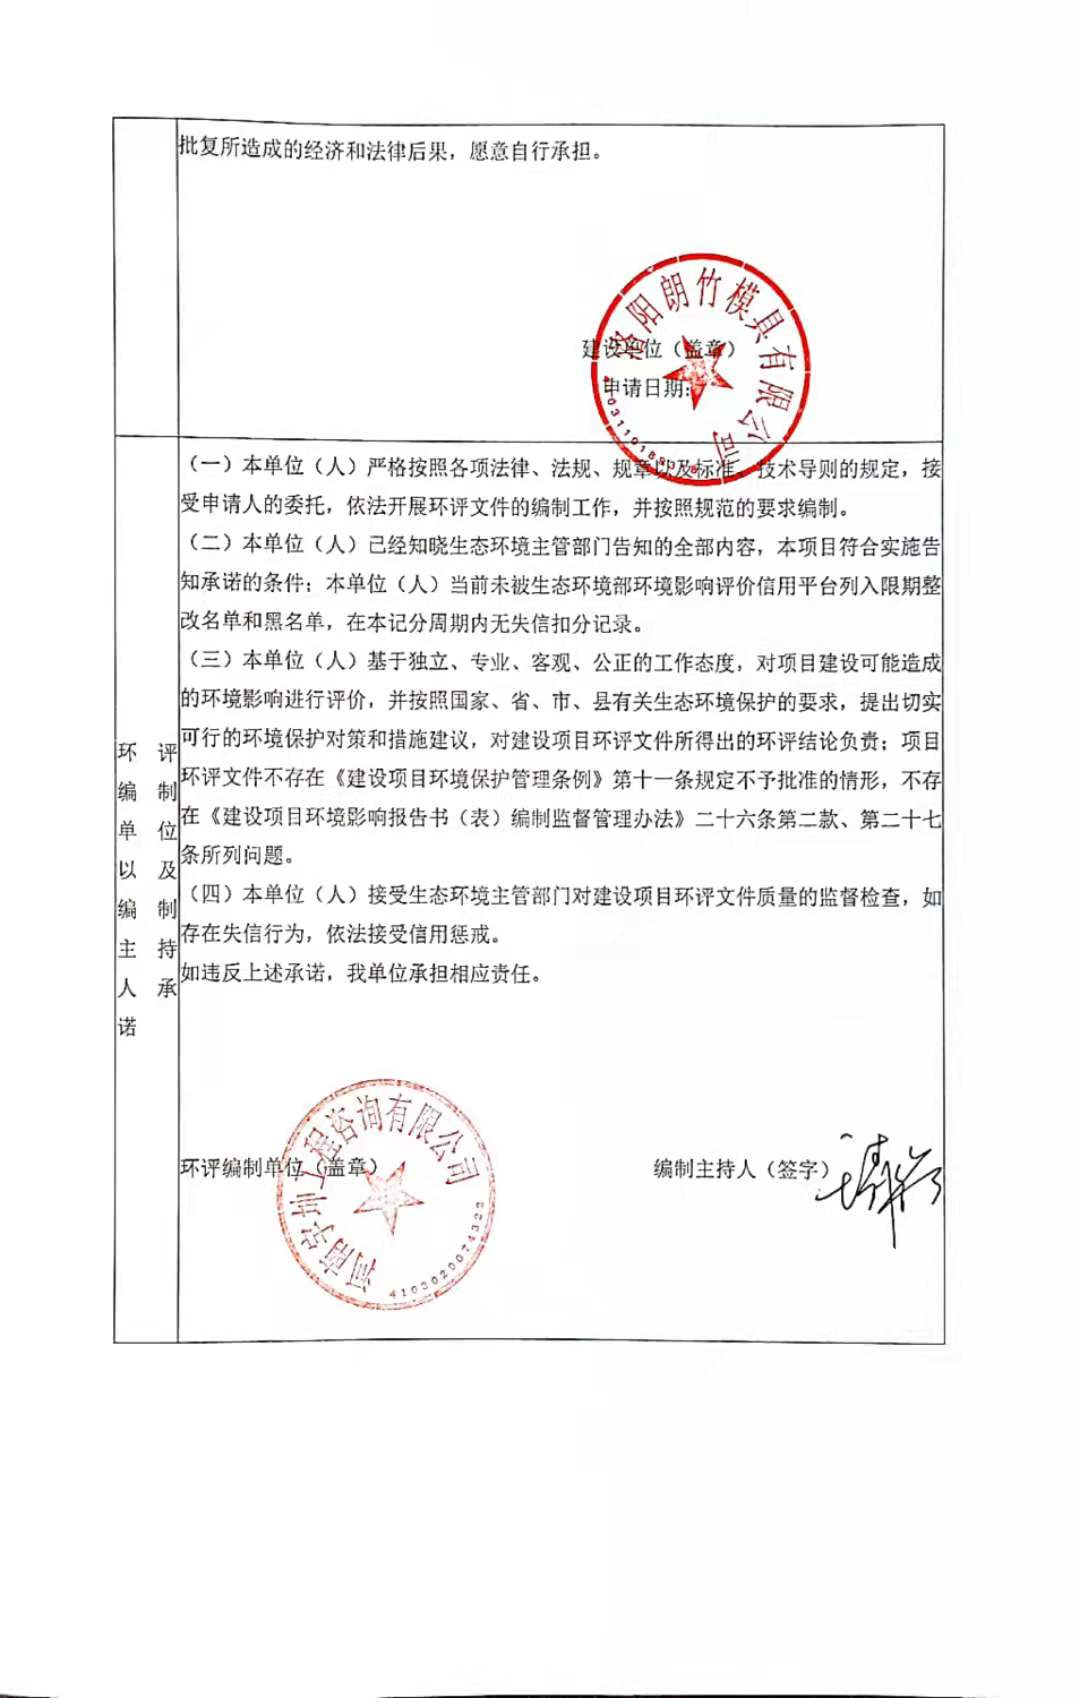 批复所造成的经济和法律后果，愿意自行承担。
洛阳朗竹模具有限公司
建设单位（盖章）
申请日期:
（一）本单位（人）严格按照各项法律、法规、规章以及标准、技术导则的规定，接
受申请人的委托，依法开展环评文件的编制工作，并按照规范的要求编制。
（二）本单位（人）已经知晓生态环境主管部门告知的全部内容，本项目符合实施告
知承诺的条件；本单位（人）当前未被生态环境部环境影响评价信用平台列入限期整
改名单和黑名单，在本记分周期内无失信扣分记录。
（三）本单位（人）基于独立、专业、客观、公正的工作态度，对项目建设可能造成
的环境影响进行评价，并按照国家、省、市、县有关生态环境保护的要求，提出切实
可行的环境保护对策和措施建议，对建设项目环评文件所得出的环评结论负责；项目
环评文件不存在《建设项目环境保护管理条例》第十一条规定不予批准的情形，不存
在《建设项目环境影响报告书（表）编制监督管理办法》二十六条第二款、第二十七
条所列问题。
（四）本单位（人）接受生态环境主管部门对建设项目环评文件质量的监督检查，如
存在失信行为，依法接受信用惩戒。
如违反上述承诺，我单位承担相应责任。
环评
编制
单位
以及
编制
主持
人承
诺
环评编制单位（盖章）
工程咨询有限公司
4103020074322
编制主持人（签字）